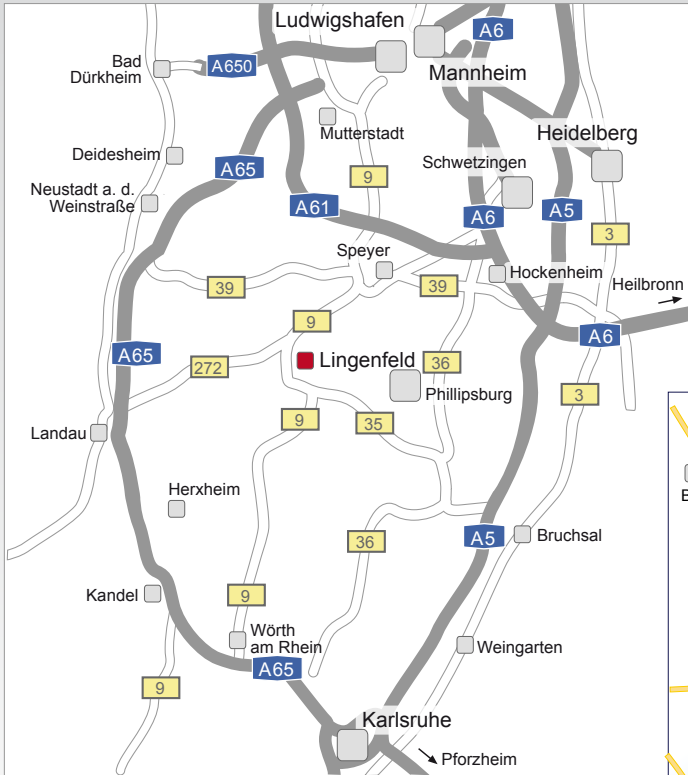 Ludwigshafen
A6
Bad
Dürkheim
A650
Mannheim
Mutterstadt
Heidelberg
Deidesheim
A65
Schwetzingen
9
Neustadt a. d.
Weinstraße
A61
A6
A5
3
Speyer
Hockenheim
39
39
Heilbronn
9
A6
A65
272
Lingenfeld
36
Phillipsburg
3
9
35
Landau
Herxheim
36
A5
Bruchsal
Kandel
9
Wörth
am Rhein
Weingarten
A65
9
Karlsruhe
Pforzheim